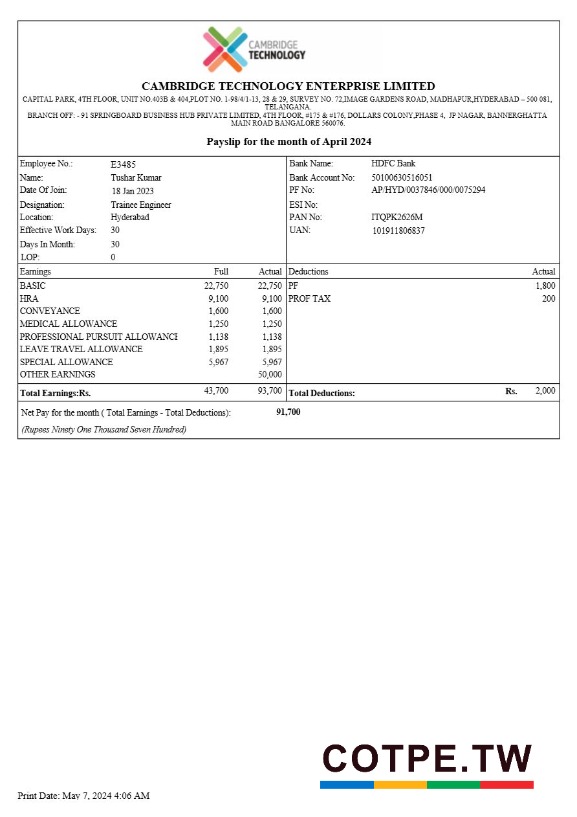 CAMBRIDGE
TECHNOLOGY
CAMBRIDGE TECHNOLOGY ENTERPRISE LIMITED
CAPITAL PARK, 4TH FLOOR, UNIT NO.403B & 404,PLOT NO. 1-98/4/1-13, 28 & 29, SURVEY NO. 72,IMAGE GARDENS ROAD, MADHAPUR,HYDERABAD – 500 081,
TELANGANA.
BRANCH OFF: - 91 SPRINGBOARD BUSINESS HUB PRIVATE LIMITED, 4TH FLOOR, #175 & #176, DOLLARS COLONY,PHASE 4, JP NAGAR, BANNERGHATTA
MAIN ROAD BANGALORE 560076.
Payslip for the month of April 2024
Employee No.: E3485 Bank Name: HDFC Bank
Name: Tushar Kumar Bank Account No: 50100630516051
Date Of Join: 18 Jan 2023 PF No: AP/HYD/0037846/000/0075294
Designation: Trainee Engineer ESI No:
Location: Hyderabad PAN No: ITQPK2626M
Effective Work Days: 30 UAN: 101911806837
Days In Month: 30
LOP: 0
Earnings Full Actual Deductions Actual
BASIC 22,750 22,750 PF 1,800
HRA 9,100 9,100 PROF TAX 200
CONVEYANCE 1,600 1,600
MEDICAL ALLOWANCE 1,250 1,250
PROFESSIONAL PURSUIT ALLOWANCE 1,138 1,138
LEAVE TRAVEL ALLOWANCE 1,895 1,895
SPECIAL ALLOWANCE 5,967 5,967
OTHER EARNINGS 50,000
Total Earnings:Rs. 43,700 93,700 Total Deductions: Rs. 2,000
Net Pay for the month ( Total Earnings - Total Deductions): 91,700
(Rupees Ninety One Thousand Seven Hundred)
COTPE.TW
Print Date: May 7, 2024 4:06 AM